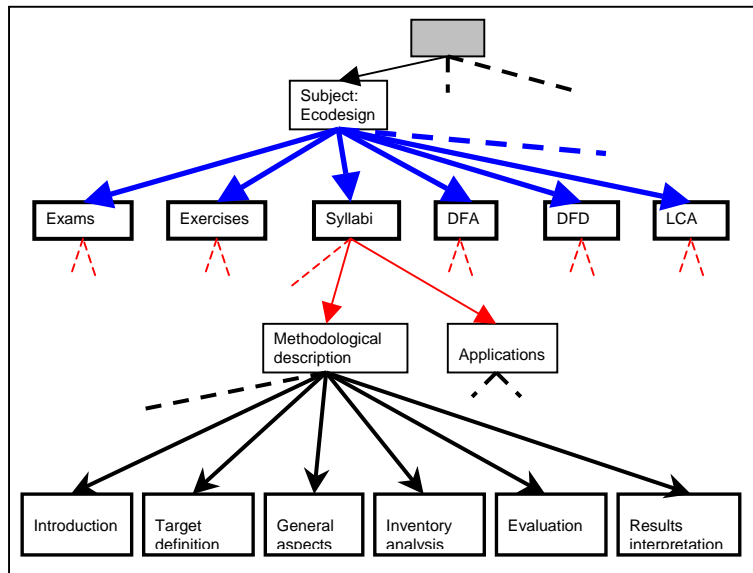 Subject:
Ecodesign
Exams
Exercises
Syllabi
DFA
DFD
LCA
Methodological
description
Applications
Introduction
Target
definition
General
aspects
Inventory
analysis
Evaluation
Results
interpretation